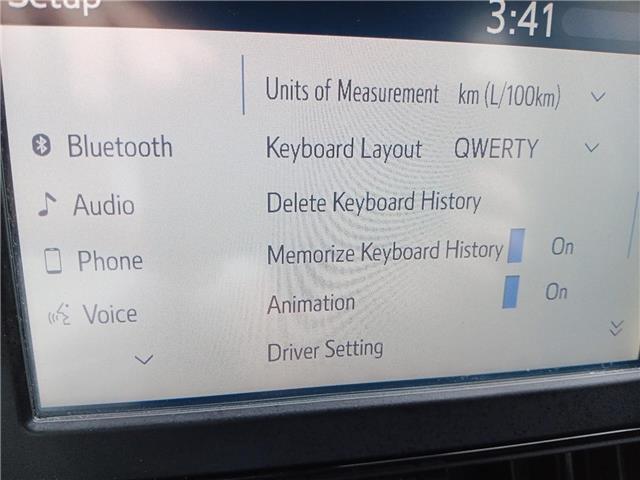 Setup
3:41
Units of Measurement km (L/100km)
Bluetooth
Keyboard Layout QWERTY
Audio
Delete Keyboard History
Phone
Memorize Keyboard History On
Voice
Animation On
Driver Setting